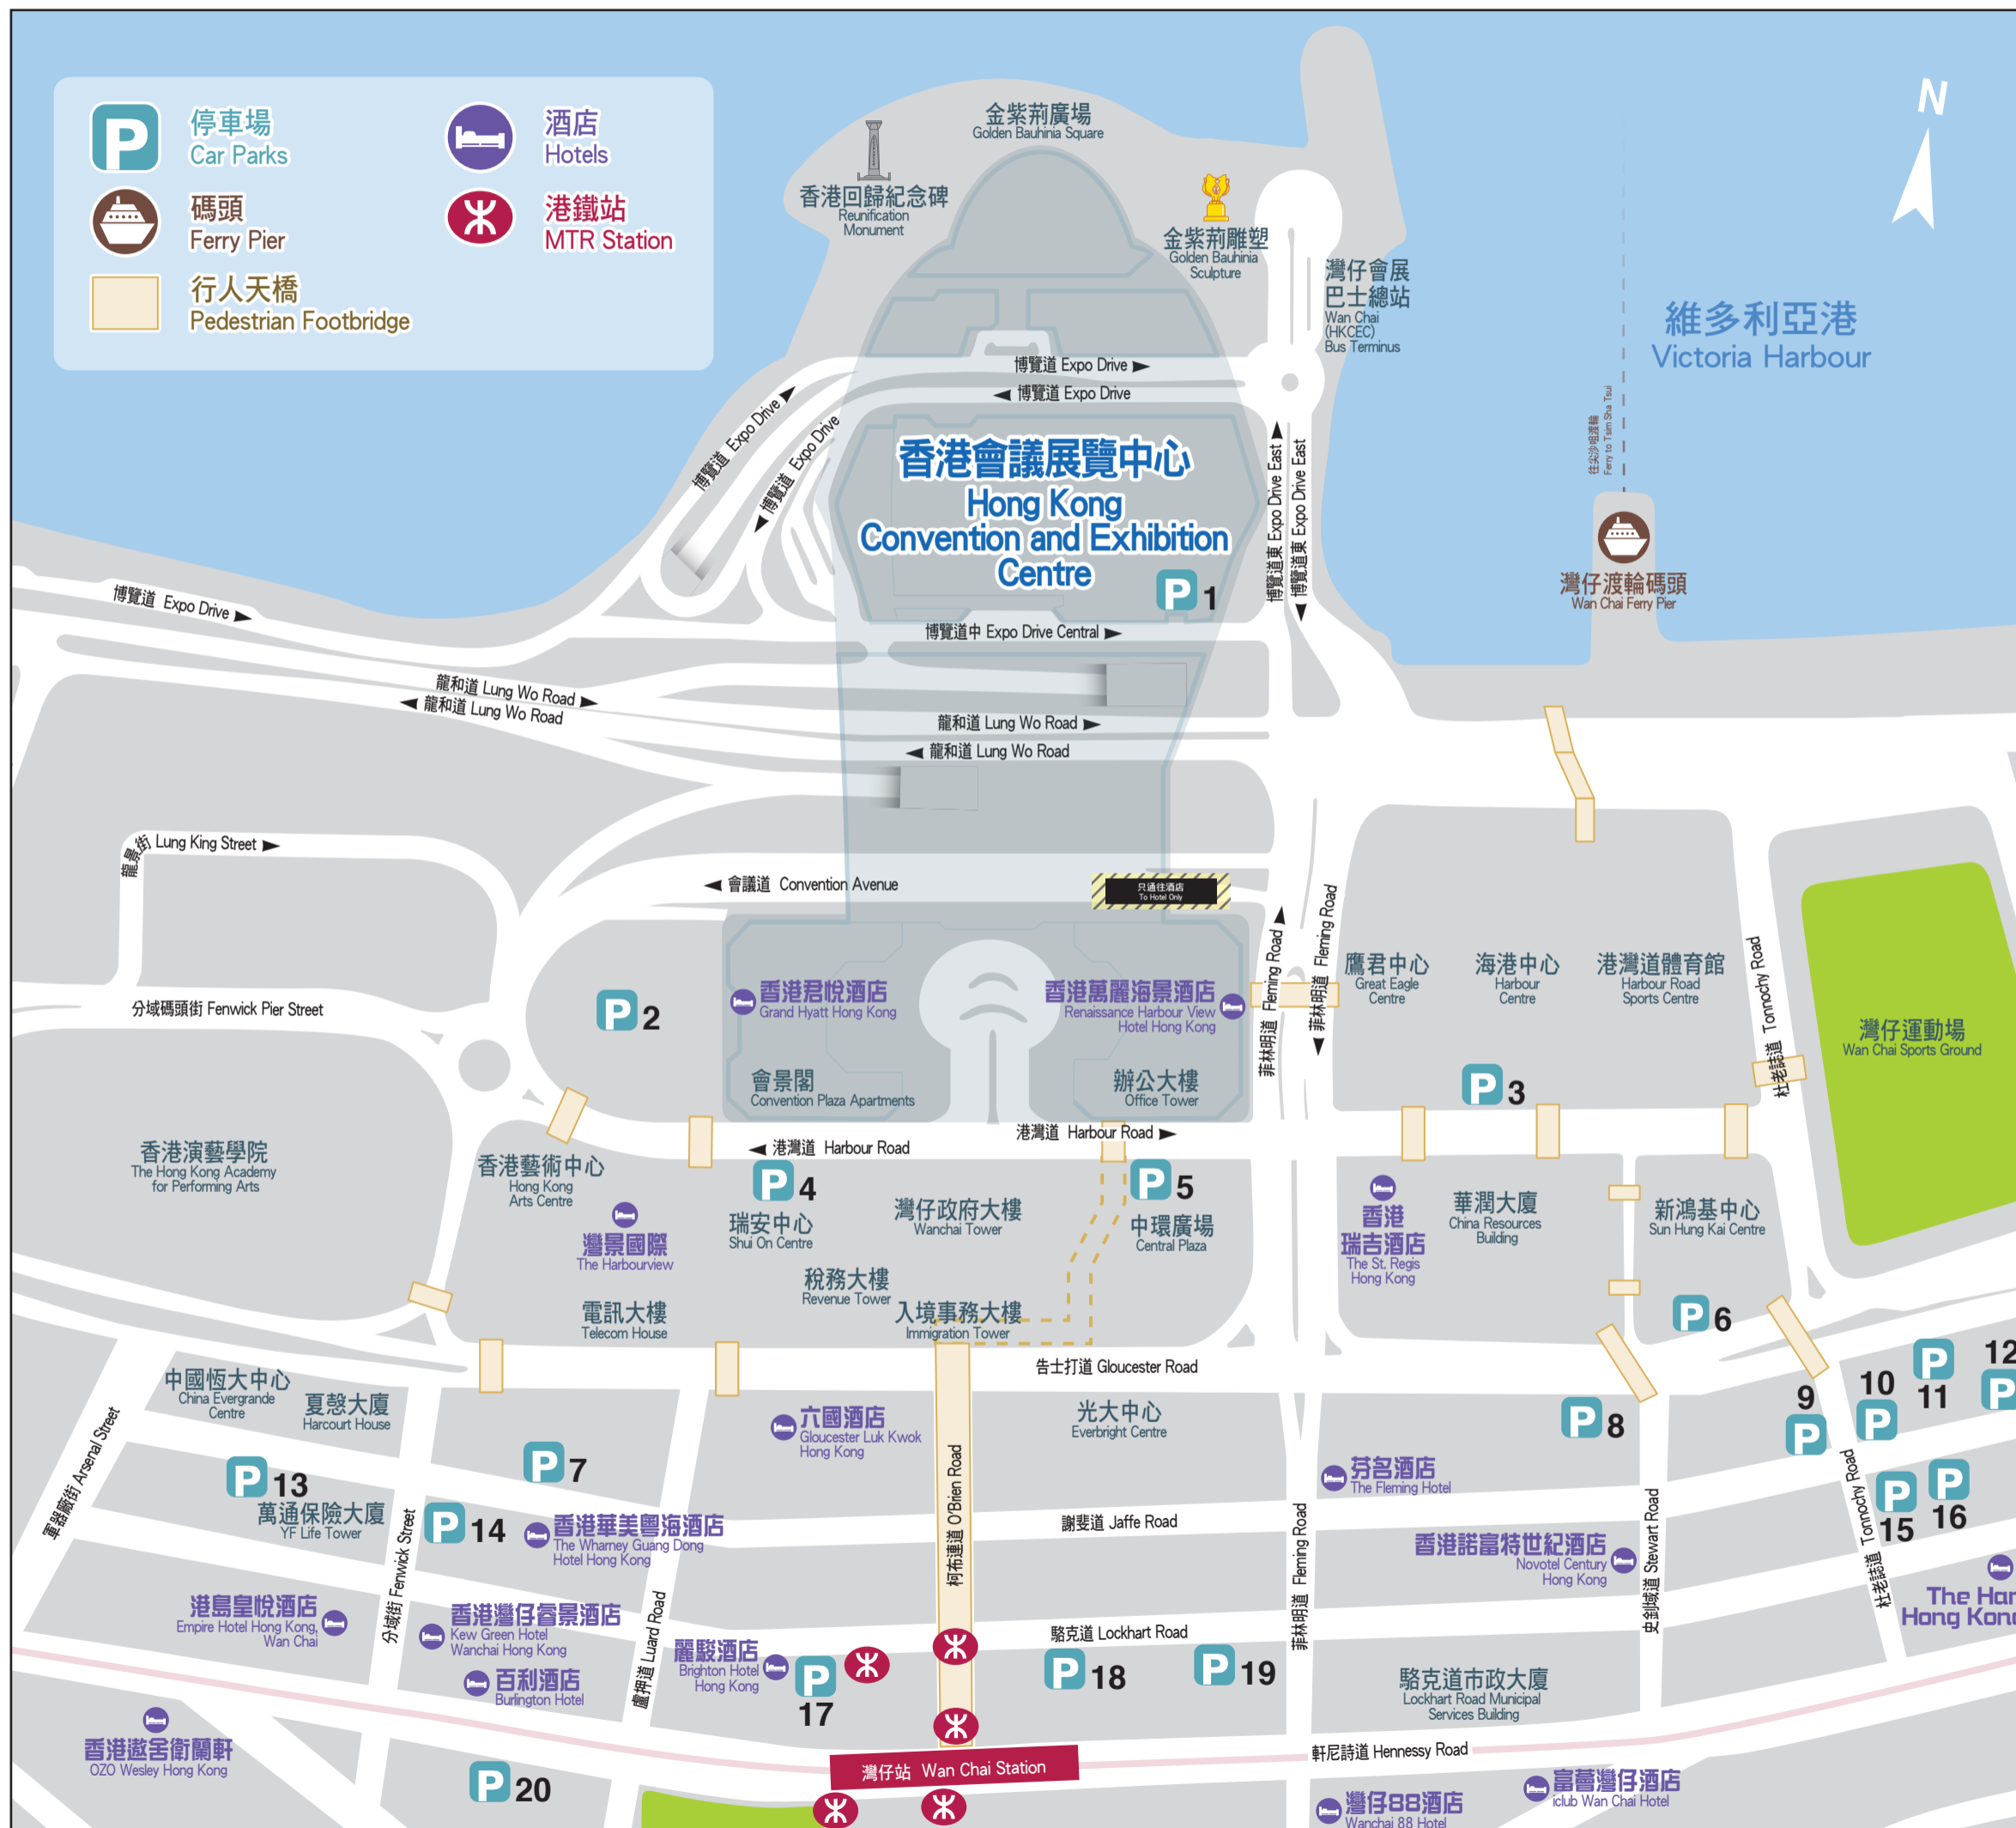 停車場
Car Parks
酒店
Hotels
碼頭
Ferry Pier
港鐵站
MTR Station
行人天橋
Pedestrian Footbridge
N
金紫荊廣場
Golden Bauhinia Square
香港回歸紀念碑
Reunification
Monument
金紫荊雕塑
Golden Bauhinia
Sculpture
灣仔會展
巴士總站
Wan Chai
(HKCEC)
Bus Terminus
維多利亞港
Victoria Harbour
往尖沙咀渡輪
Ferry to Tsim Sha Tsui
博覽道 Expo Drive
博覽道 Expo Drive
博覽道 Expo Drive
博覽道 Expo Drive
香港會議展覽中心
Hong Kong
Convention and Exhibition
Centre
P 1
博覽道東 Expo Drive East
博覽道東 Expo Drive East
灣仔渡輪碼頭
Wan Chai Ferry Pier
博覽道 Expo Drive
博覽道中 Expo Drive Central
龍和道 Lung Wo Road
龍和道 Lung Wo Road
龍和道 Lung Wo Road
龍和道 Lung Wo Road
龍景街 Lung King Street
會議道 Convention Avenue
只通往酒店
To Hotel Only
菲林明道 Fleming Road
菲林明道 Fleming Road
鷹君中心
Great Eagle
Centre
海港中心
Harbour
Centre
港灣道體育館
Harbour Road
Sports Centre
杜老誌道 Tonnochy Road
灣仔運動場
Wan Chai Sports Ground
分域碼頭街 Fenwick Pier Street
P 2
香港君悅酒店
Grand Hyatt Hong Kong
香港萬麗海景酒店
Renaissance Harbour View
Hotel Hong Kong
會景閣
Convention Plaza Apartments
辦公大樓
Office Tower
P 3
港灣道 Harbour Road
港灣道 Harbour Road
香港演藝學院
The Hong Kong Academy
for Performing Arts
香港藝術中心
Hong Kong
Arts Centre
灣景國際
The Harbourview
P 4
瑞安中心
Shui On Centre
灣仔政府大樓
Wanchai Tower
P 5
中環廣場
Central Plaza
香港
瑞吉酒店
The St. Regis
Hong Kong
華潤大廈
China Resources
Building
新鴻基中心
Sun Hung Kai Centre
稅務大樓
Revenue Tower
電訊大樓
Telecom House
入境事務大樓
Immigration Tower
P 6
告士打道 Gloucester Road
中國恆大中心
China Evergrande
Centre
夏慤大廈
Harcourt House
六國酒店
Gloucester Luk Kwok
Hong Kong
光大中心
Everbright Centre
P 8
9
P
10
P
P
11
12
P
軍器廠街 Arsenal Street
P 13
P 7
柯布連道 O'Brien Road
芬名酒店
The Fleming Hotel
杜老誌道 Tonnochy Road
P
15
P
16
萬通保險大廈
YF Life Tower
P 14
香港華美粵海酒店
The Wharney Guang Dong
Hotel Hong Kong
謝斐道 Jaffe Road
菲林明道 Fleming Road
香港諾富特世紀酒店
Novotel Century
Hong Kong
史釗域道 Stewart Road
The Har
Hong Kong
港島皇悅酒店
Empire Hotel Hong Kong,
Wan Chai
分域街 Fenwick Street
香港灣仔睿景酒店
Kew Green Hotel
Wanchai Hong Kong
百利酒店
Burlington Hotel
盧押道 Luard Road
麗駿酒店
Brighton Hotel
Hong Kong
P
17
駱克道 Lockhart Road
P 18
P 19
駱克道市政大廈
Lockhart Road Municipal
Services Building
香港遨舍衛蘭軒
OZO Wesley Hong Kong
P 20
灣仔站 Wan Chai Station
軒尼詩道 Hennessy Road
灣仔88酒店
Wanchai 88 Hotel
富薈灣仔酒店
iclub Wan Chai Hotel